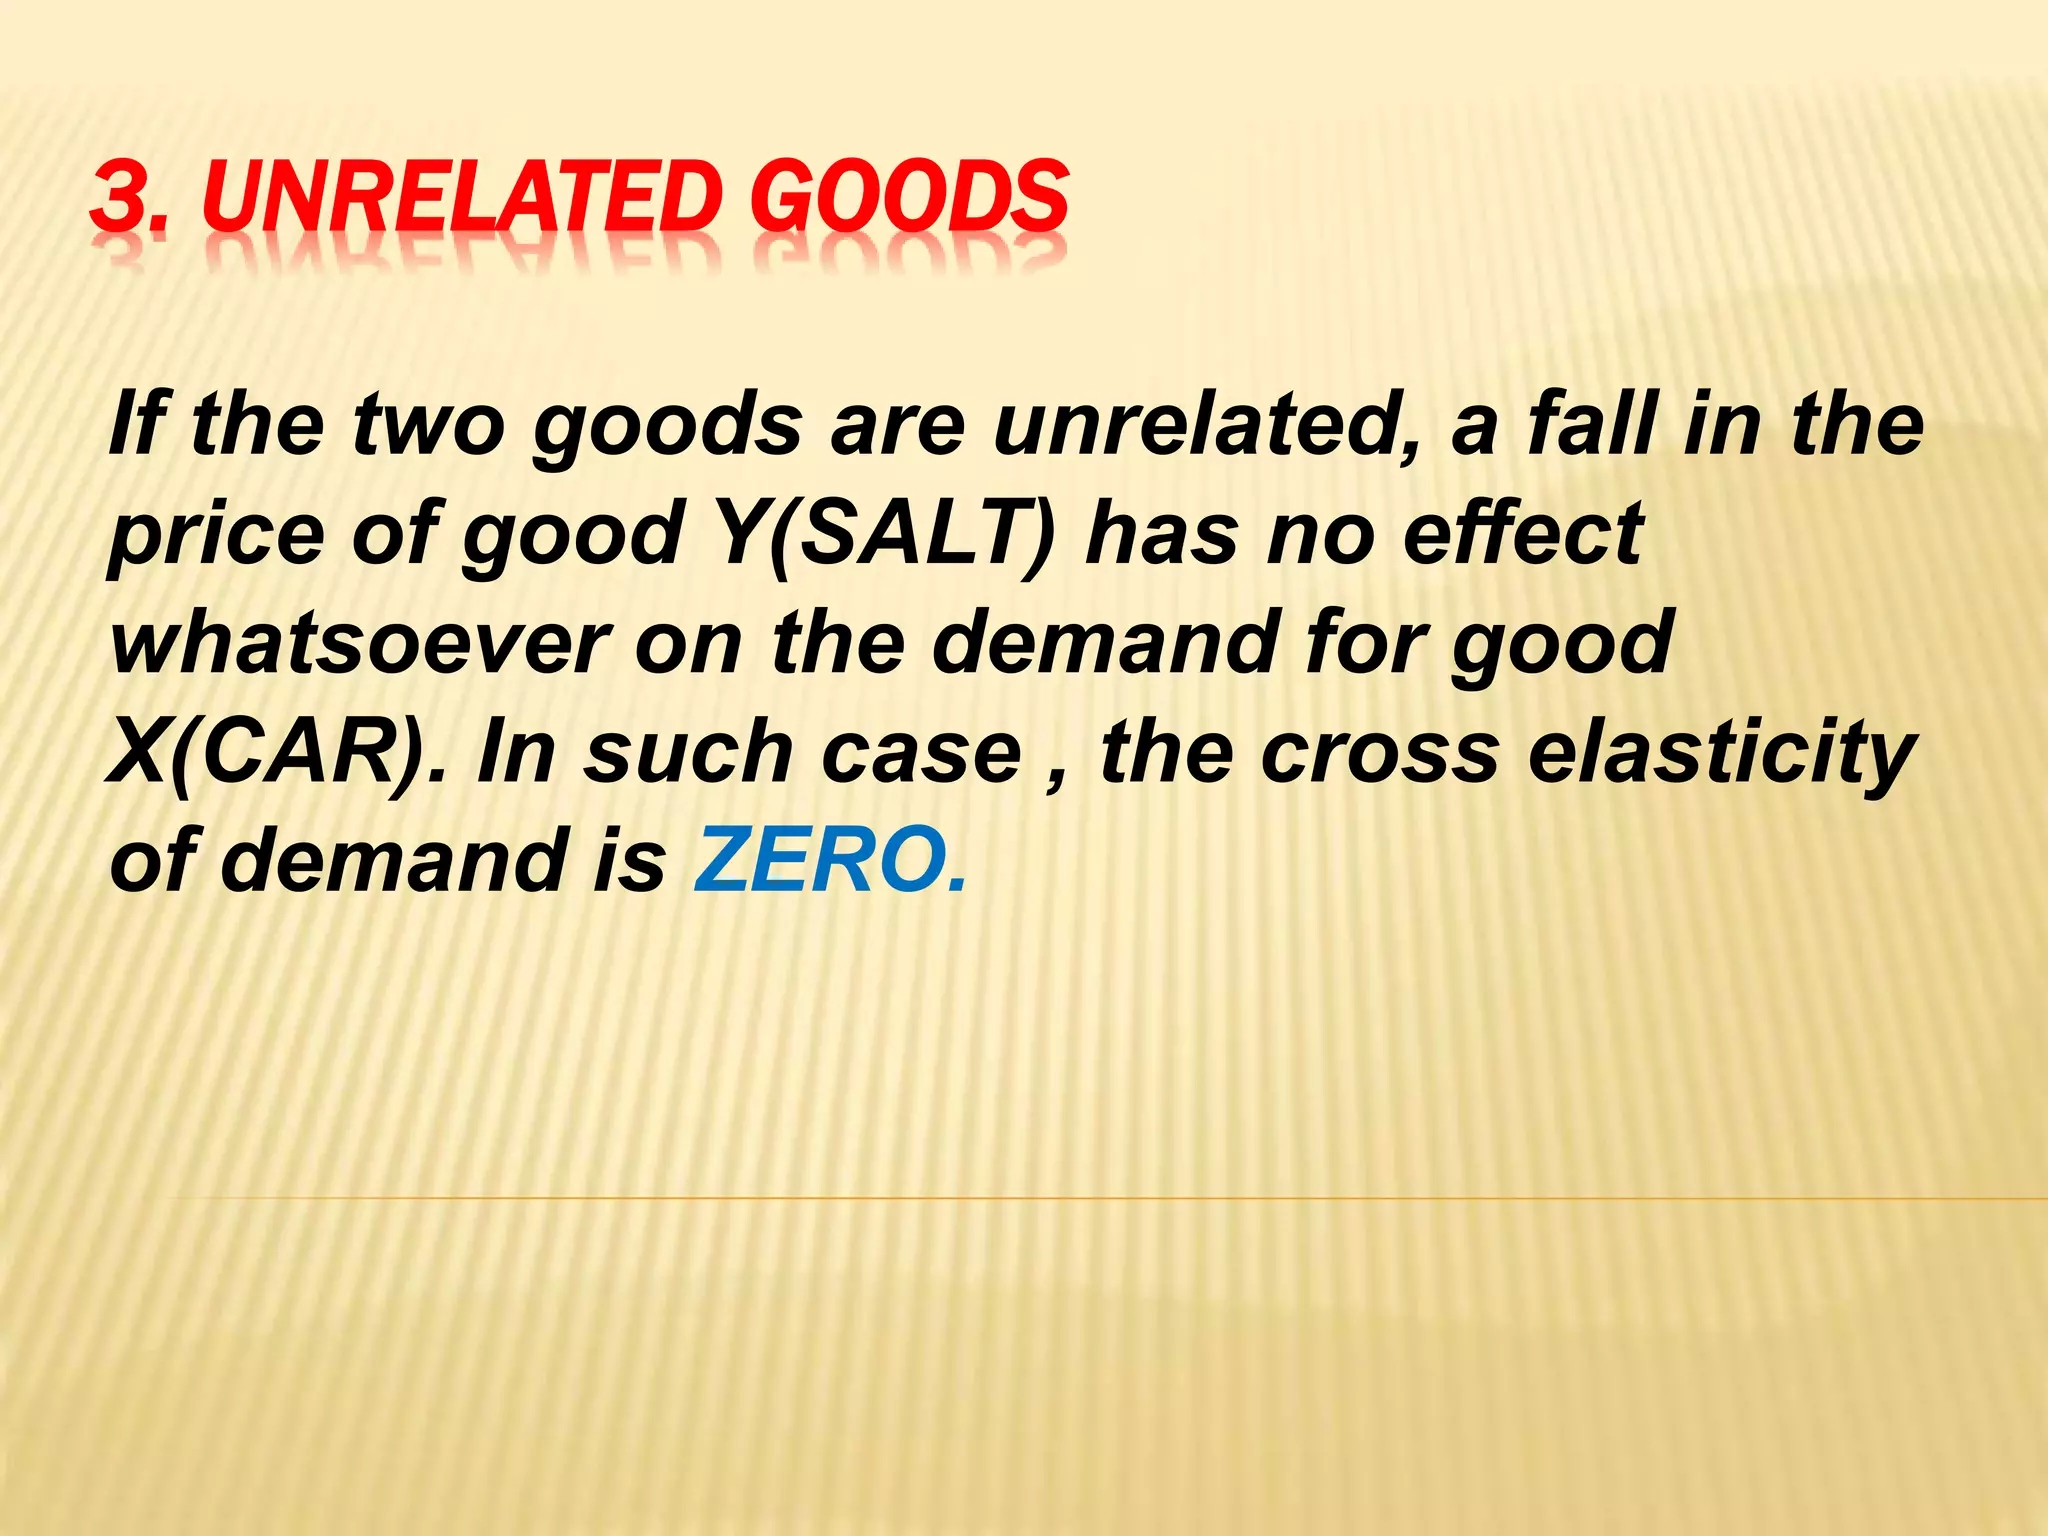 3. UNRELATED GOODS
If the two goods are unrelated, a fall in the
price of good Y(SALT) has no effect
whatsoever on the demand for good
X(CAR). In such case , the cross elasticity
of demand is ZERO.